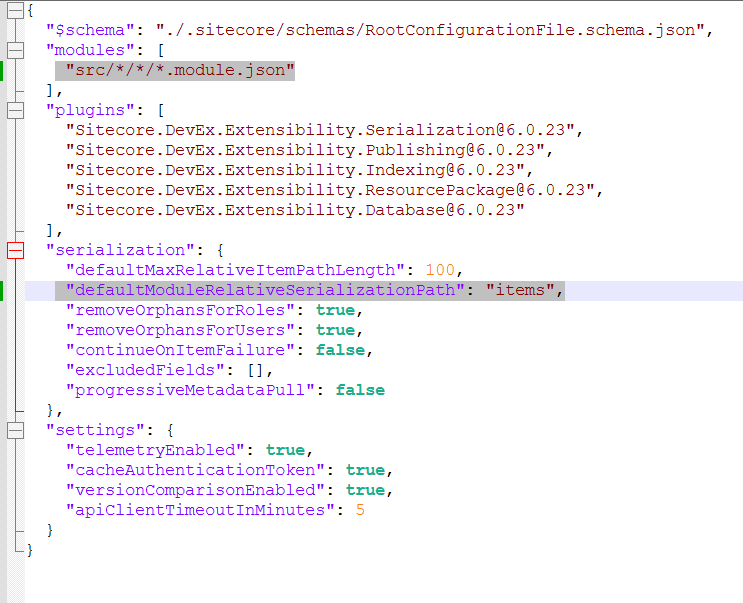 {
"$schema": "./.sitecore/schemas/RootConfigurationFile.schema.json",
"modules": [
"src/*/*/*.module.json"
],
"plugins": [
"Sitecore.DevEx.Extensibility.Serialization@6.0.23",
"Sitecore.DevEx.Extensibility.Publishing@6.0.23",
"Sitecore.DevEx.Extensibility.Indexing@6.0.23",
"Sitecore.DevEx.Extensibility.ResourcePackage@6.0.23",
"Sitecore.DevEx.Extensibility.Database@6.0.23"
],
"serialization": {
"defaultMaxRelativeItemPathLength": 100,
"defaultModuleRelativeSerializationPath": "items",
"removeOrphansForRoles": true,
"removeOrphansForUsers": true,
"continueOnItemFailure": false,
"excludedFields": [],
"progressiveMetadataPull": false
},
"settings": {
"telemetryEnabled": true,
"cacheAuthenticationToken": true,
"versionComparisonEnabled": true,
"apiClientTimeoutInMinutes": 5
}
}